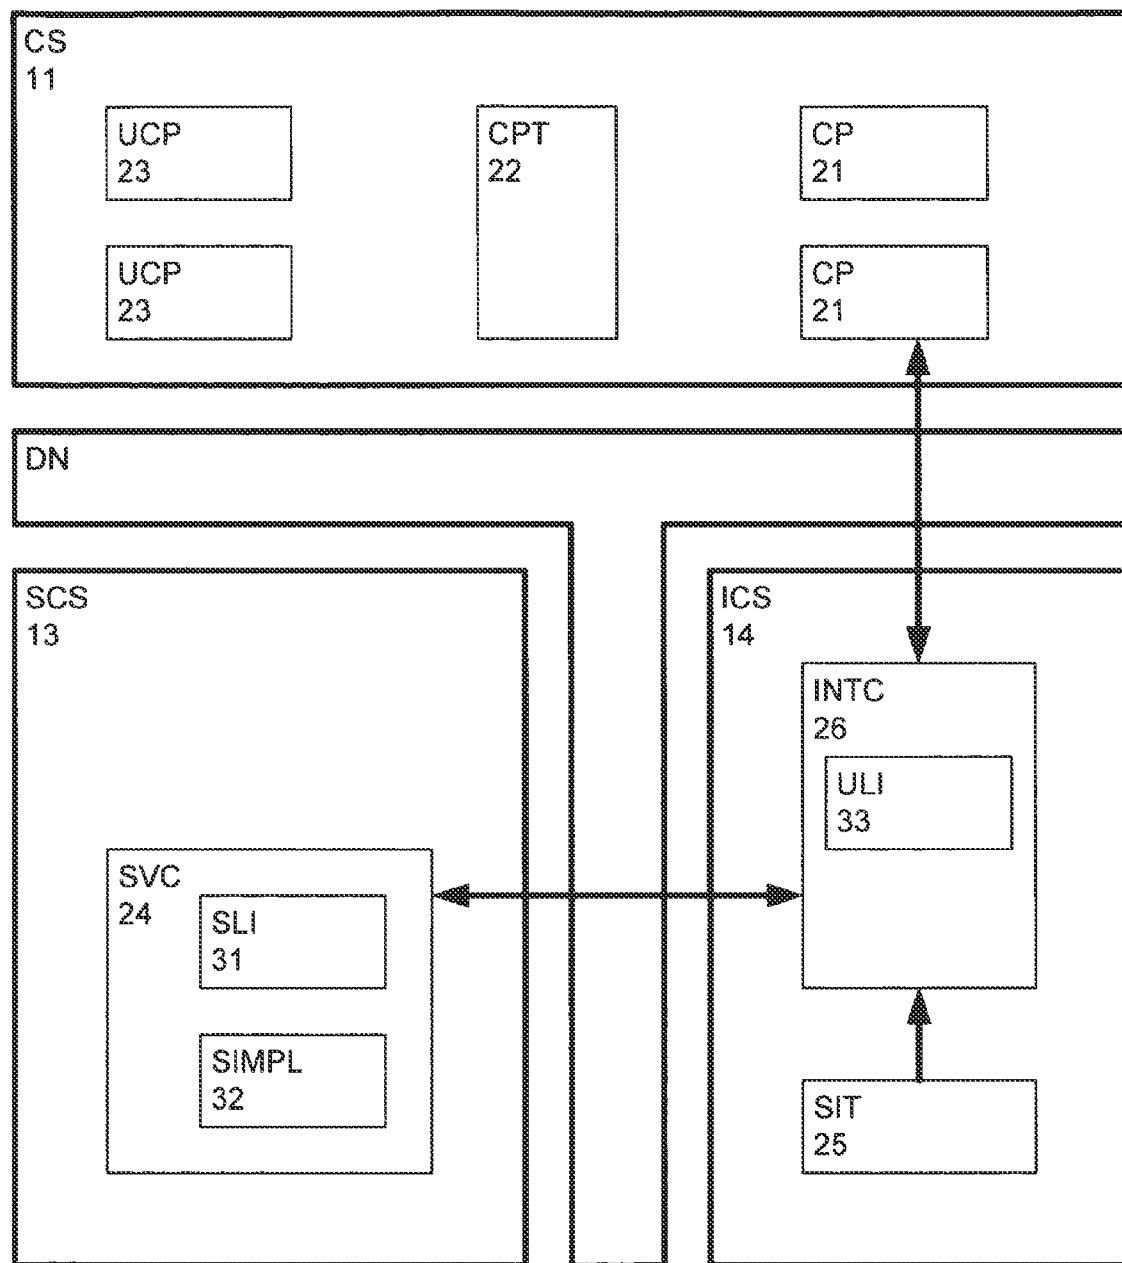 CS
11
UCP
23
CPT
22
CP
21
UCP
23
CP
21
DN
SCS
13
ICS
14
INTC
26
ULI
33
SVC
24
SLI
31
SIMPL
32
SIT
25